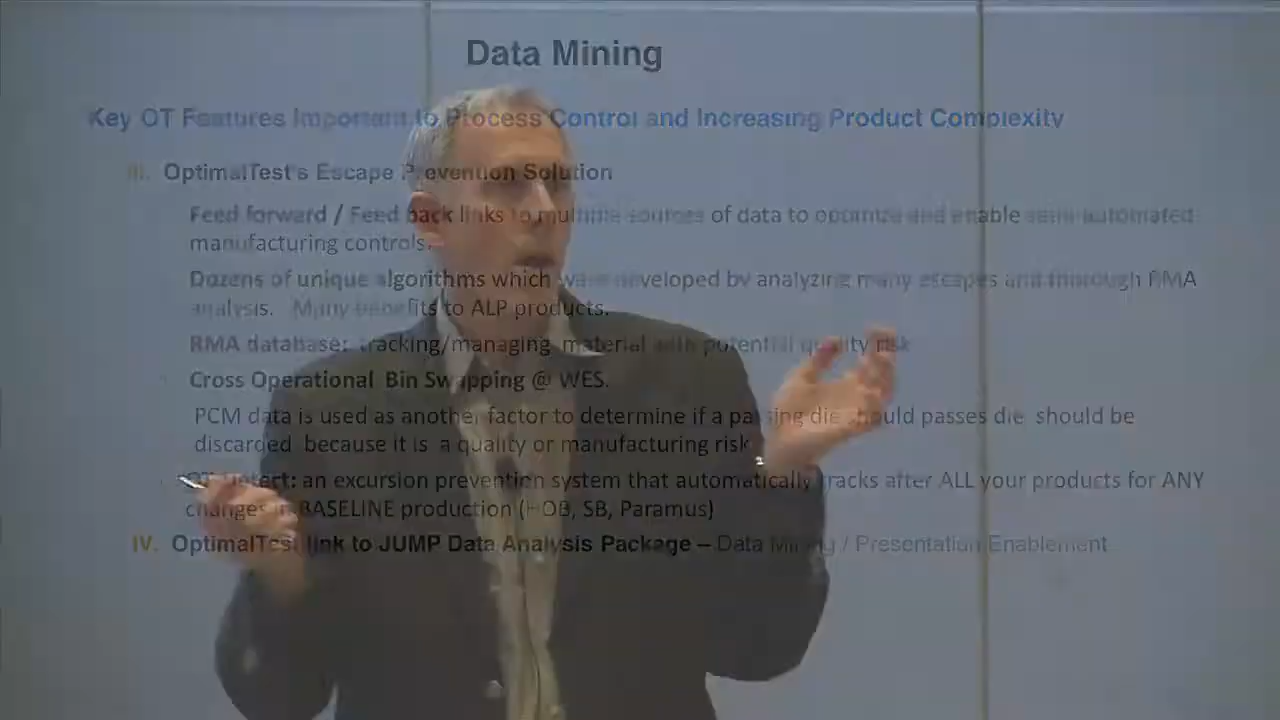 Data Mining
Key OT Features Important to Process Control and Increasing Product Complexity
III. OptimalTest's Escape Prevention Solution
Feed forward / Feed back links to multiple sources of data to optimize and enable semi-automated
manufacturing controls.
Dozens of unique algorithms which were developed by analyzing many escapes and thorough RMA
analysis. Many benefits to ALP products.
RMA database: tracking/managing material with potential quality risk
Cross Operational Bin Swapping @ WES.
PCM data is used as another factor to determine if a passing die should passes die should be
discarded because it is a quality or manufacturing risk
an excursion prevention system that automatically tracks after ALL your products for ANY
changes in BASELINE production (HOB, SB, Paramus)
IV. OptimalTest link to JUMP Data Analysis Package – Data Mining / Presentation Enablement